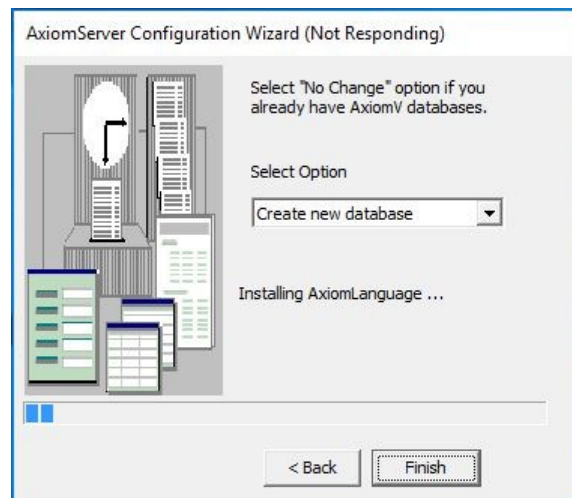 AxiomServer Configuration Wizard (Not Responding)
Select "No Change" option if you
already have AxiomV databases.
Select Option
Create new database
Installing AxiomLanguage ...
< Back
Finish